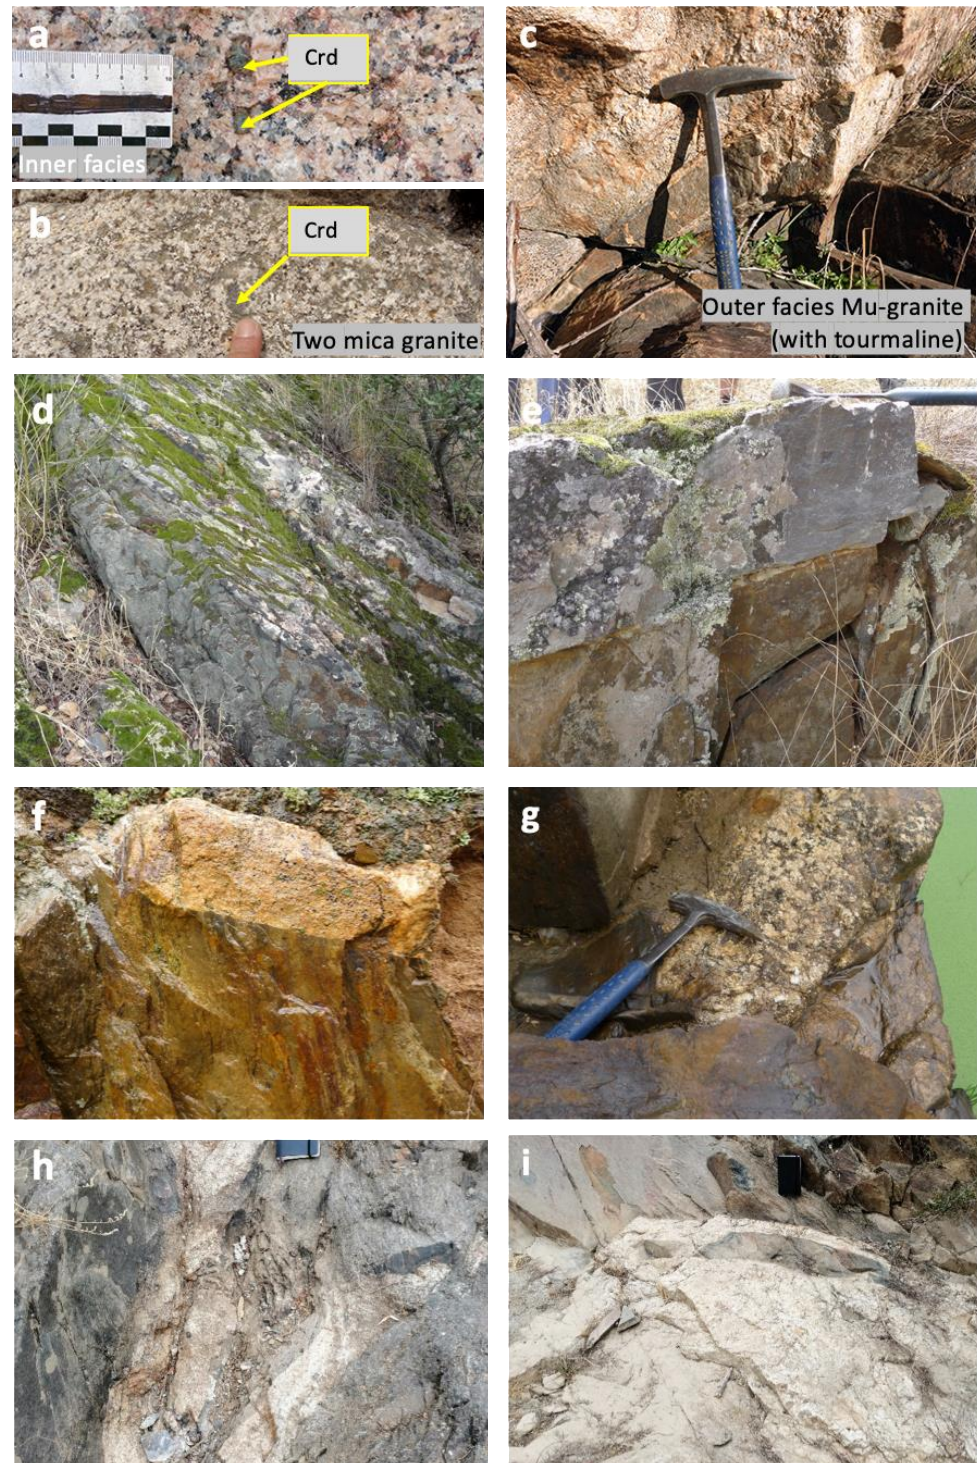 a
Crd
Inner facies
b
Crd
Two mica granite
c
Outer facies Mu-granite
(with tourmaline)
d
e
f
g
h
i